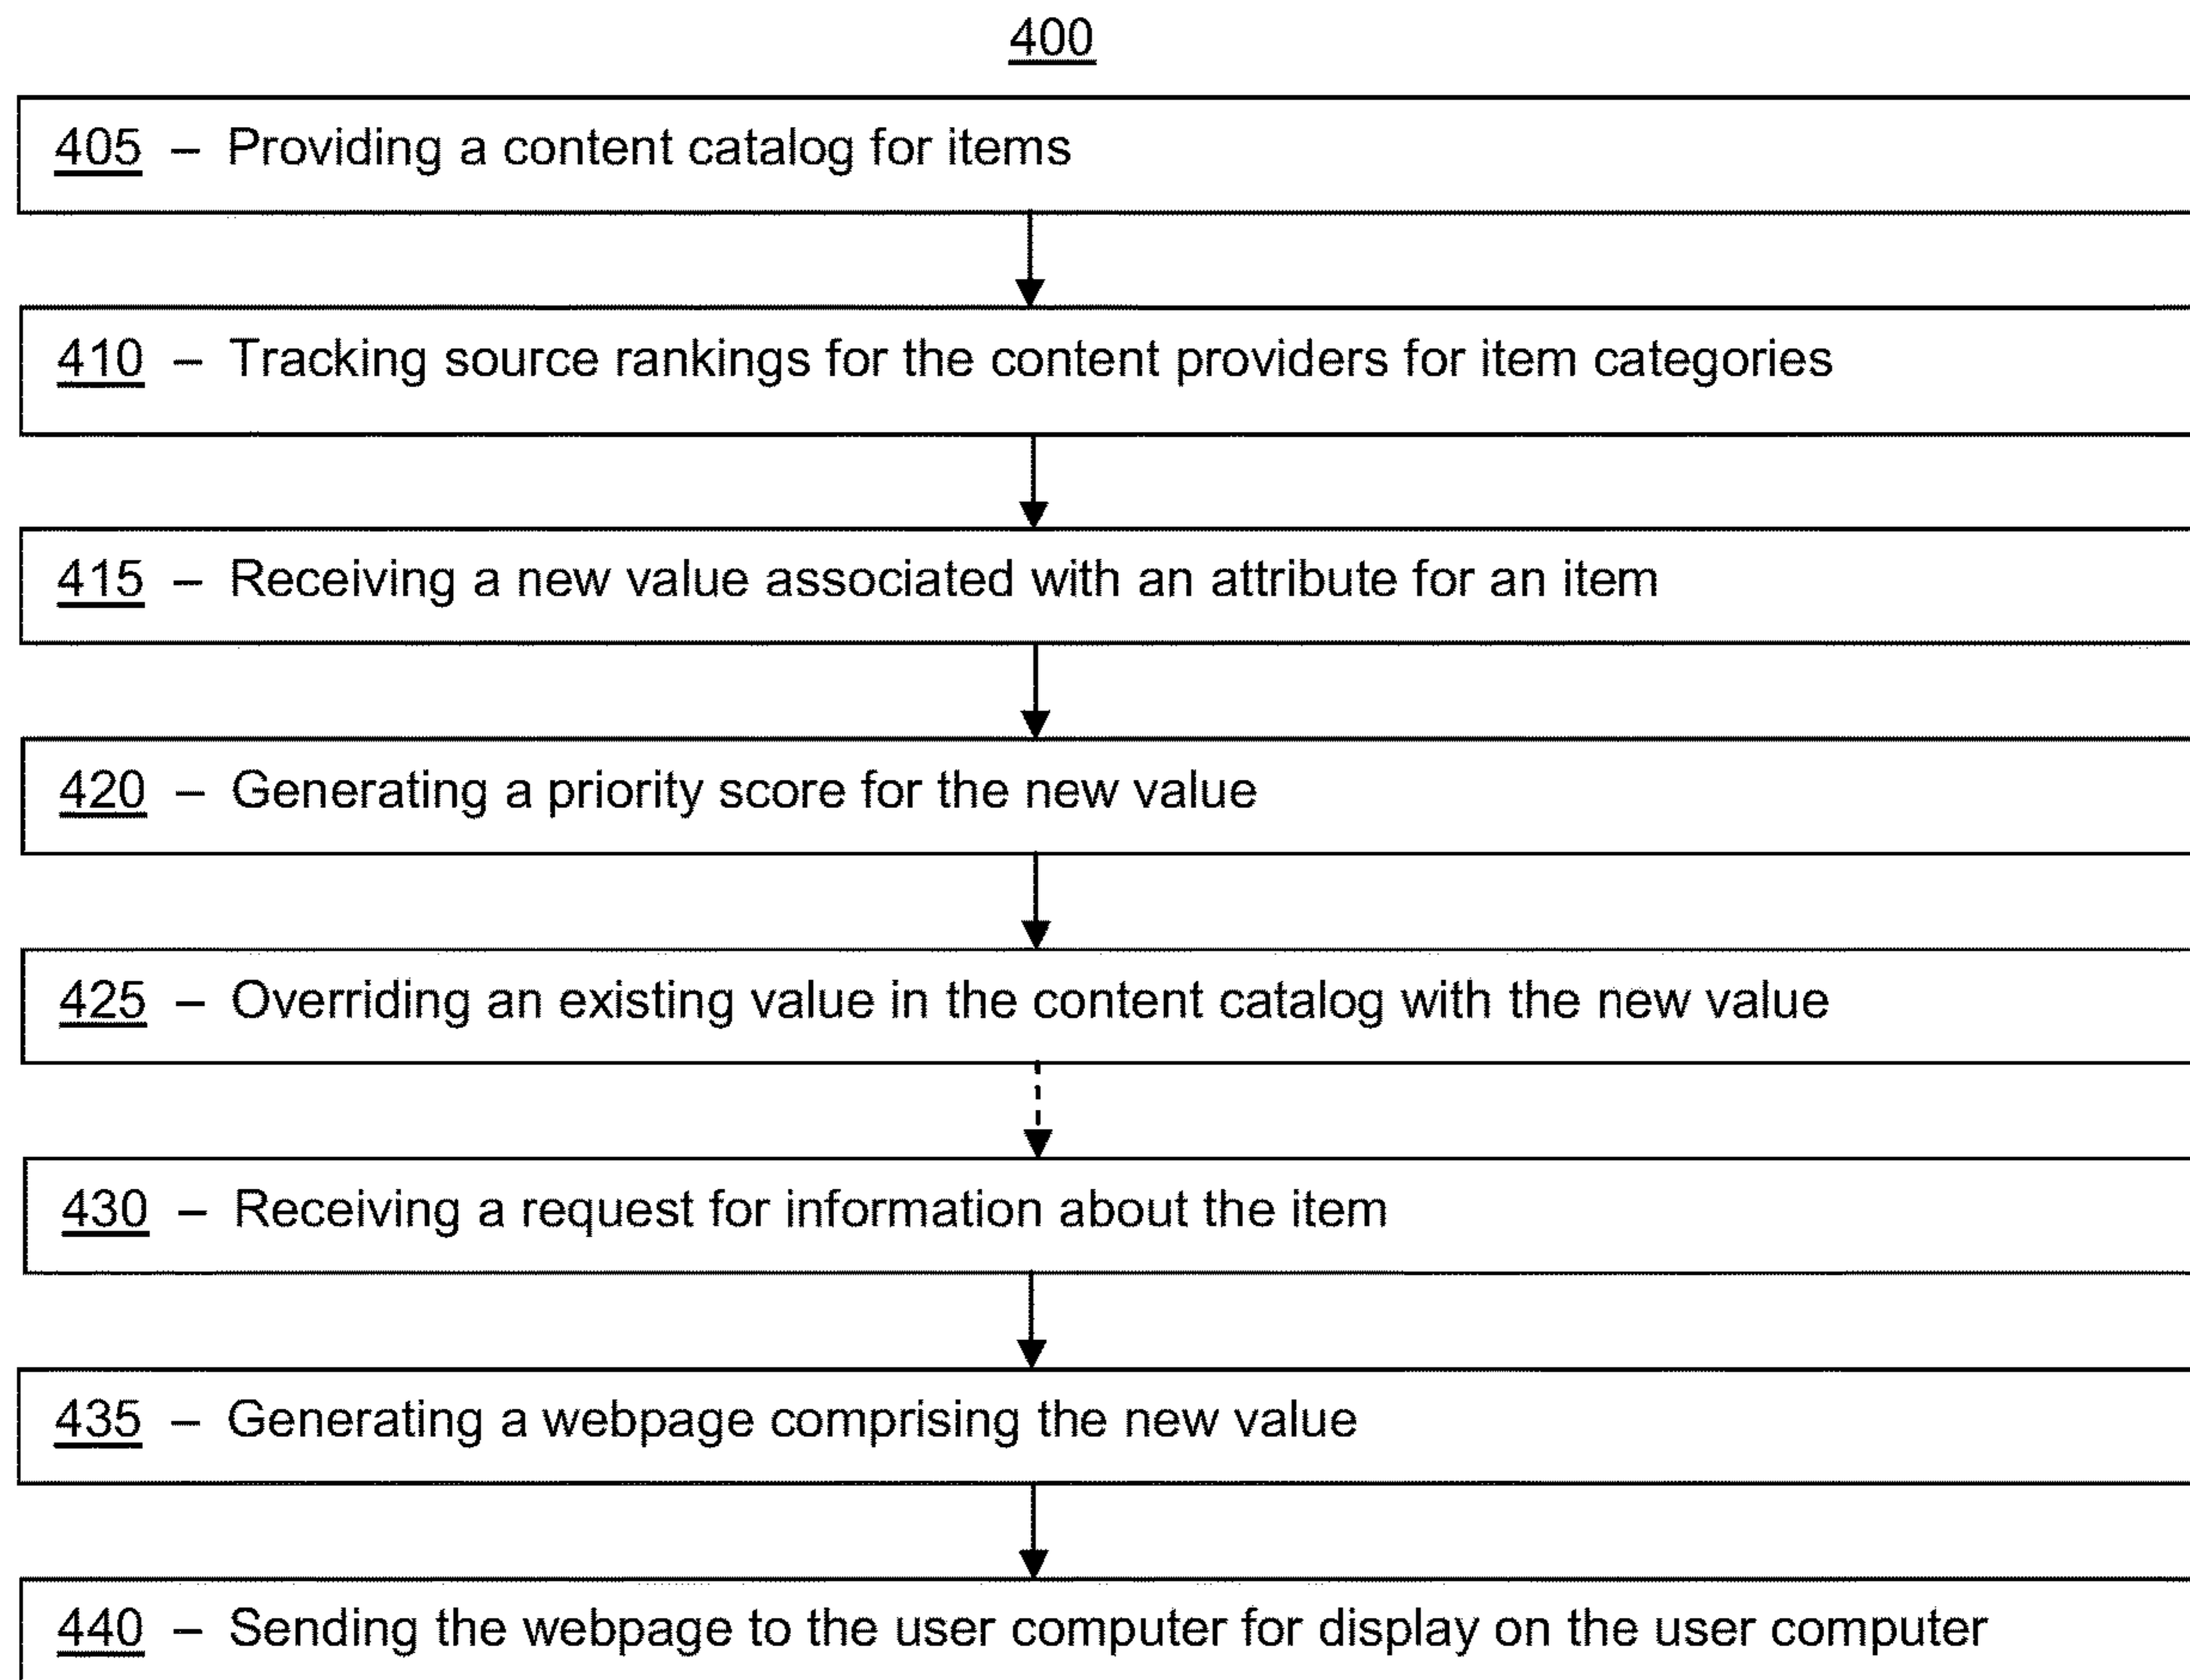 400
405 – Providing a content catalog for items
410 – Tracking source rankings for the content providers for item categories
415 – Receiving a new value associated with an attribute for an item
420 – Generating a priority score for the new value
425 – Overriding an existing value in the content catalog with the new value
430 – Receiving a request for information about the item
435 – Generating a webpage comprising the new value
440 – Sending the webpage to the user computer for display on the user computer